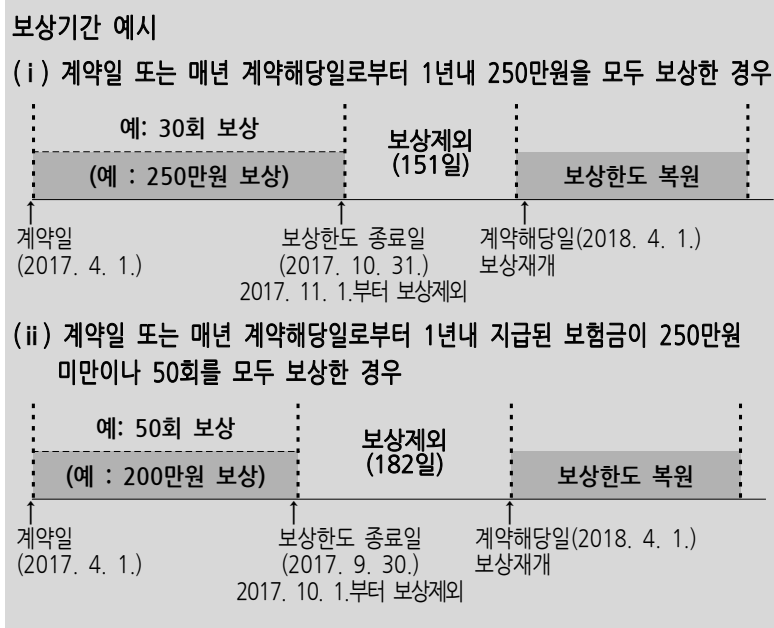 보상기간 예시
(ⅰ) 계약일 또는 매년 계약해당일로부터 1년내 250만원을 모두 보상한 경우
예: 30회 보상
(예 : 250만원 보상)
보상제외
(151일)
보상한도 복원
계약일
(2017. 4. 1.)
보상한도 종료일
(2017. 10. 31.)
2017. 11. 1.부터 보상제외
계약해당일(2018. 4. 1.)
보상재개
(ⅱ) 계약일 또는 매년 계약해당일로부터 1년내 지급된 보험금이 250만원
미만이나 50회를 모두 보상한 경우
예: 50회 보상
(예 : 200만원 보상)
보상제외
(182일)
보상한도 복원
계약일
(2017. 4. 1.)
보상한도 종료일
(2017. 9. 30.)
2017. 10. 1.부터 보상제외
계약해당일(2018. 4. 1.)
보상재개